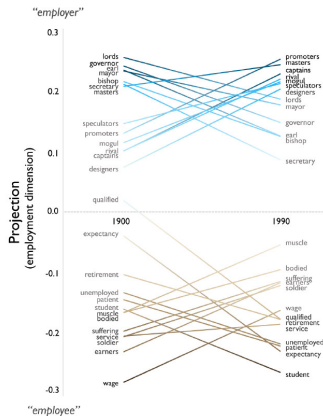 “employer”
0.3
lords
governor
earl
mayor
bishop
secretary
masters
speculators
promoters
mogul
rival
captains
designers
qualified
expectancy
retirement
unemployed
patient
student
muscle
bodied
suffering
service
soldier
earners
wage
0.2
0.1
0.0
-0.1
-0.2
-0.3
Projection
(employment dimension)
1900
1990
promoters
masters
captains
rival
mogul
speculators
designers
lords
mayor
governor
earl
bishop
secretary
muscle
bodied
suffering
earners
soldier
wage
qualified
retirement
service
unemployed
patient
expectancy
student
“employee”